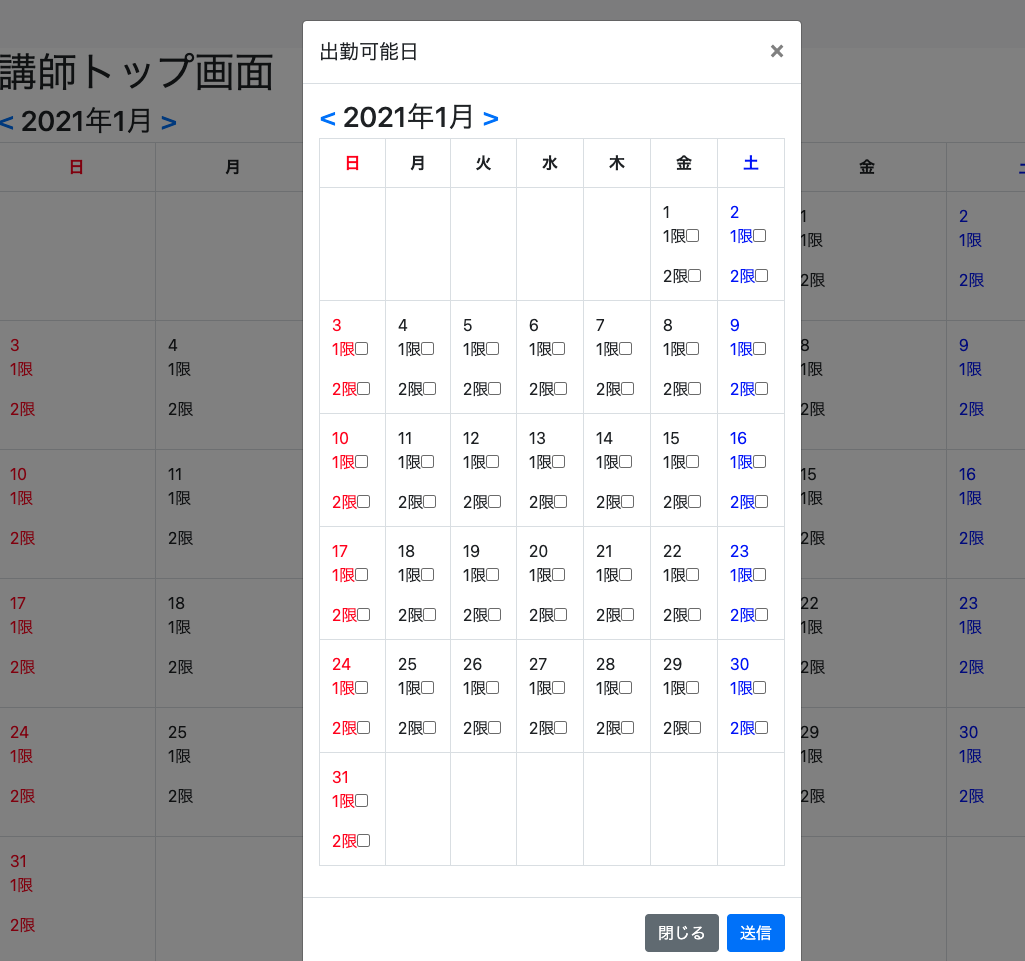 講師トップ画面
< 2021年1月 >
日 月 金
1 2
1限 1限
2限 2限
3 4 8 9
1限 1限 1限 1限
2限 2限 2限 2限
10 11 15 16
1限 1限 1限 1限
2限 2限 2限 2限
17 18 22 23
1限 1限 1限 1限
2限 2限 2限 2限
24 25 29 30
1限 1限 1限 1限
2限 2限 2限 2限
31
1限
2限
出勤可能日 ×
< 2021年1月 >
日 月 火 水 木 金 土
1 2
1限 1限
2限 2限
3 4 5 6 7 8 9
1限 1限 1限 1限 1限 1限 1限
2限 2限 2限 2限 2限 2限 2限
10 11 12 13 14 15 16
1限 1限 1限 1限 1限 1限 1限
2限 2限 2限 2限 2限 2限 2限
17 18 19 20 21 22 23
1限 1限 1限 1限 1限 1限 1限
2限 2限 2限 2限 2限 2限 2限
24 25 26 27 28 29 30
1限 1限 1限 1限 1限 1限 1限
2限 2限 2限 2限 2限 2限 2限
31
1限
2限
閉じる 送信